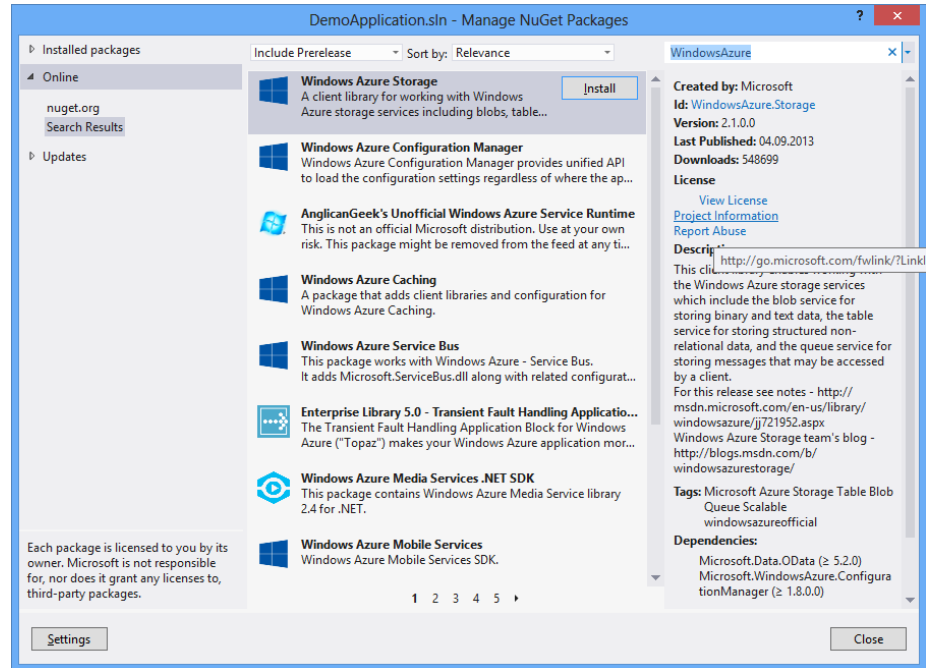 DemoApplication.sln - Manage NuGet Packages
? ×
Installed packages
Online
nuget.org
Search Results
Updates
Each package is licensed to you by its
owner. Microsoft is not responsible
for, nor does it grant any licenses to,
third-party packages.
Include Prerelease Sort by: Relevance
Windows Azure Storage
A client library for working with Windows
Azure storage services including blobs, table...
Install
Windows Azure Configuration Manager
Windows Azure Configuration Manager provides unified API
to load the configuration settings regardless of where the ap...
AnglicanGeek's Unofficial Windows Azure Service Runtime
This is not an official Microsoft distribution. Use at your own
risk. This package might be removed from the feed at any ti...
Windows Azure Caching
A package that adds client libraries and configuration for
Windows Azure Caching.
Windows Azure Service Bus
This package works with Windows Azure - Service Bus.
It adds Microsoft.ServiceBus.dll along with related configurat...
Enterprise Library 5.0 - Transient Fault Handling Applicatio...
The Transient Fault Handling Application Block for Windows
Azure ("Topaz") makes your Windows Azure application mor...
Windows Azure Media Services .NET SDK
This package contains Windows Azure Media Service library
2.4 for .NET.
Windows Azure Mobile Services
Windows Azure Mobile Services SDK.
1 2 3 4 5
WindowsAzure ×
Created by: Microsoft
Id: WindowsAzure.Storage
Version: 2.1.0.0
Last Published: 04.09.2013
Downloads: 548699
License
View License
Project Information
Report Abuse
http://go.microsoft.com/fwlink/?Linkl
the Windows Azure storage services
which include the blob service for
storing binary and text data, the table
service for storing structured non-
relational data, and the queue service for
storing messages that may be accessed
by a client.
For this release see notes - http://
msdn.microsoft.com/en-us/library/
windowsazure/jj721952.aspx
Windows Azure Storage team's blog -
http://blogs.msdn.com/b/
windowsazurestorage/
Tags: Microsoft Azure Storage Table Blob
Queue Scalable
windowsazureofficial
Dependencies:
Microsoft.Data.OData (≥ 5.2.0)
Microsoft.WindowsAzure.Configura
tionManager (≥ 1.8.0.0)
Settings
Close